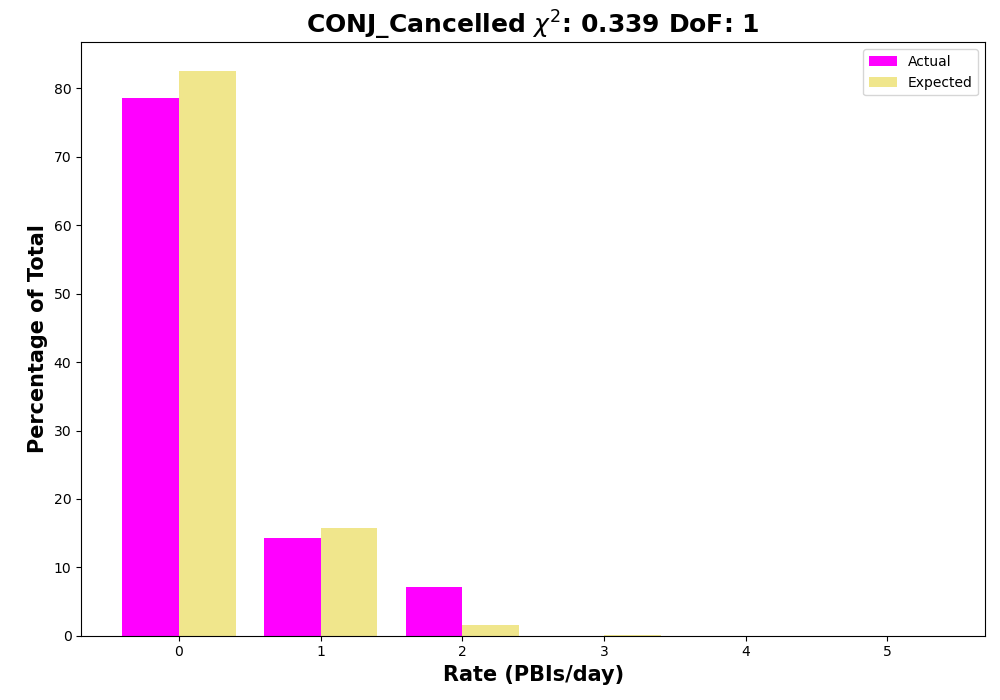 CONJ_Cancelled χ²: 0.339 DoF: 1
Actual
Expected
Percentage of Total
80
70
60
50
40
30
20
10
0
0 1 2 3 4 5
Rate (PBIs/day)